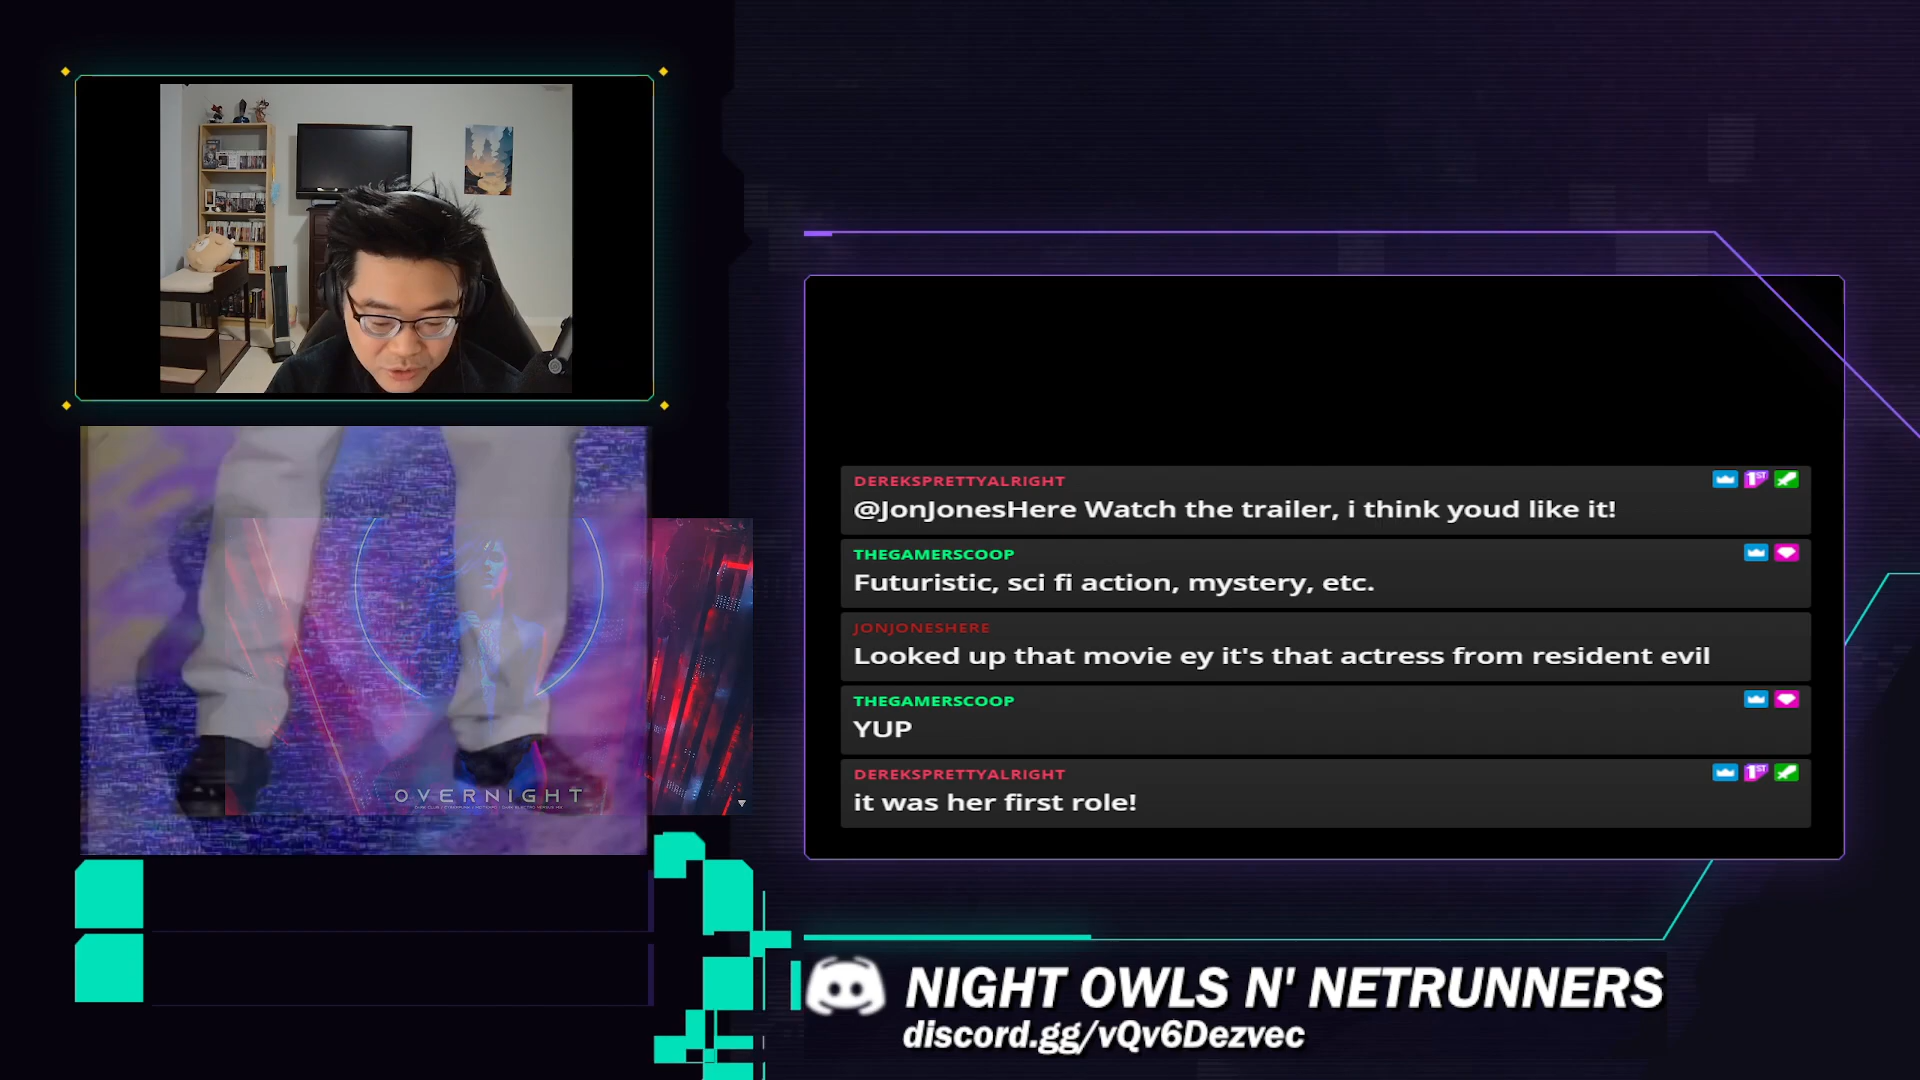 DEREKSPRETTYALRIGHT
@JonJonesHere Watch the trailer, i think youd like it!
THEGAMERSCOOP
Futuristic, sci fi action, mystery, etc.
JONJONESHERE
Looked up that movie ey it's that actress from resident evil
THEGAMERSCOOP
YUP
DEREKSPRETTYALRIGHT
it was her first role!
OVERNIGHT
NIGHT OWLS N' NETRUNNERS
discord.gg/vQv6Dezvec